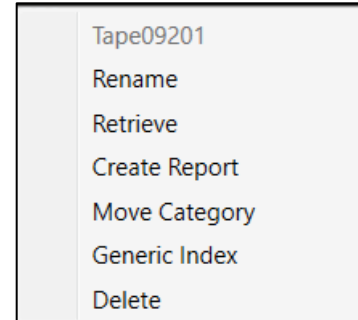 Tape09201
Rename
Retrieve
Create Report
Move Category
Generic Index
Delete